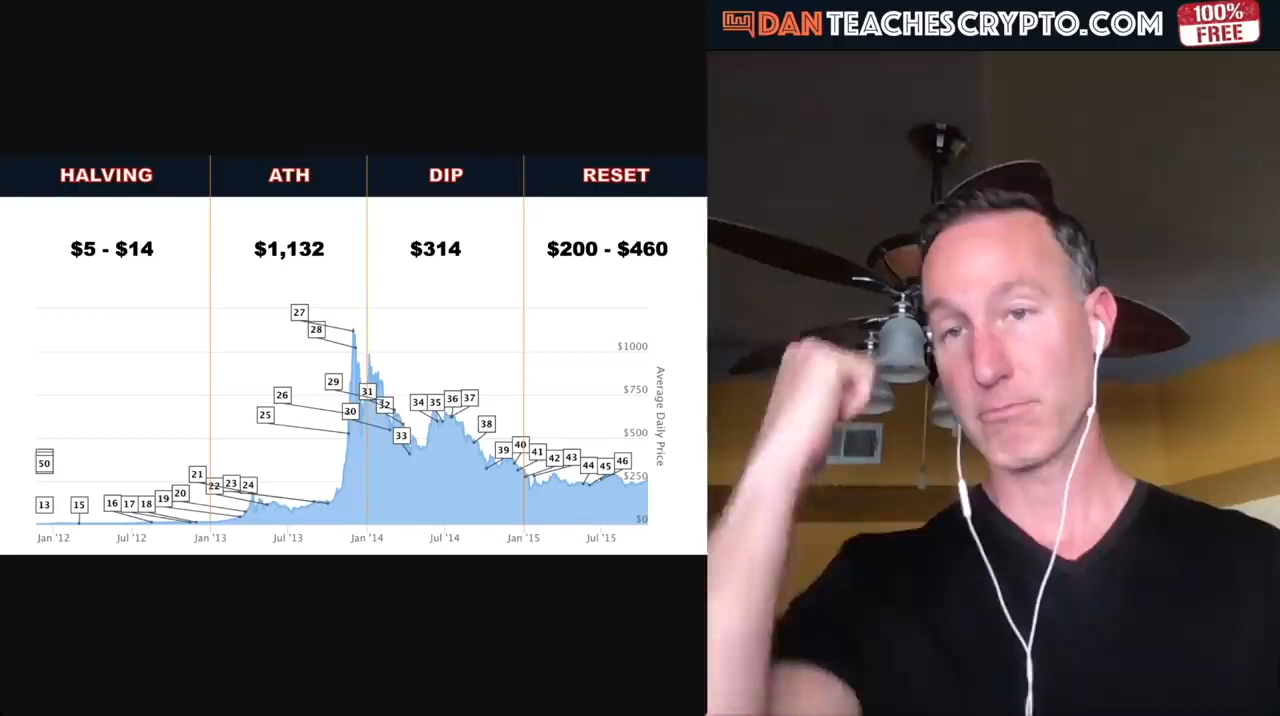 DANTEACHESCRYPTO.COM
100%
FREE
HALVING ATH DIP RESET
$5 - $14 $1,132 $314 $200 - $460
27
28
$1000
29
31
$750
26
30
32
34 35 36 37
25
33
38
$500
50
39 40 41 42 43 44 45 46
21
22 23 24
$250
13 15 16 17 18 19 20
$0
Average Daily Price
Jan '12 Jul '12 Jan '13 Jul '13 Jan '14 Jul '14 Jan '15 Jul '15